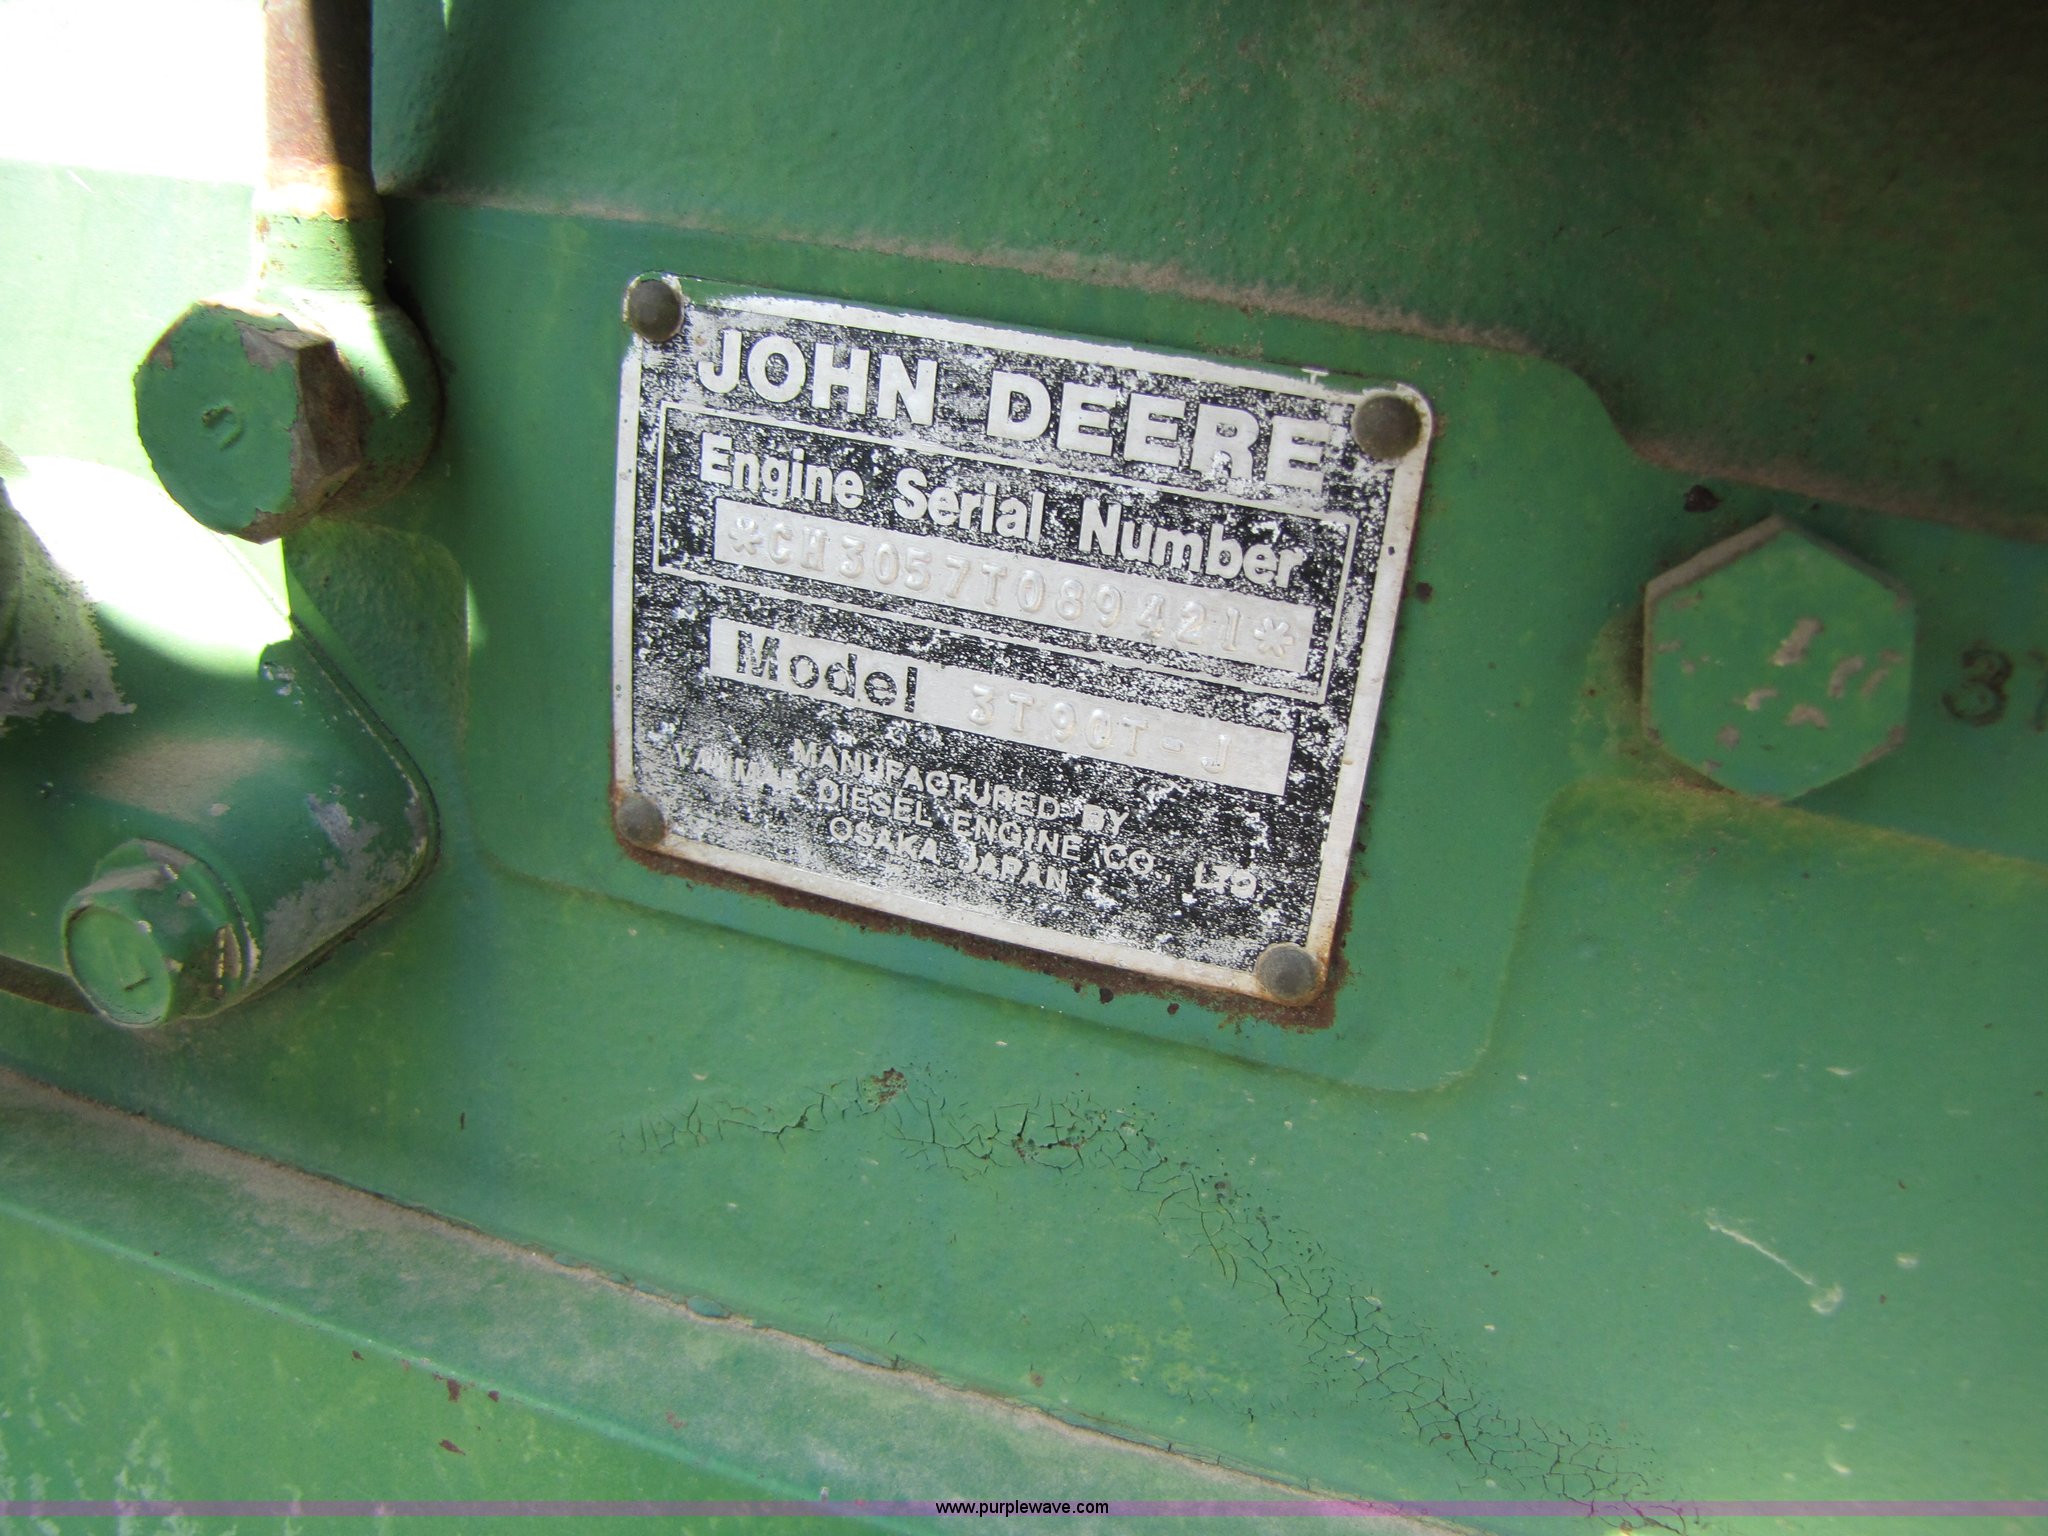 JOHN DEERE
Engine Serial Number
*CH3057T089421*
Model 3T90T-J
MANUFACTURED BY
YANMAR DIESEL ENGINE CO., LTD.
OSAKA JAPAN
www.purplewave.com